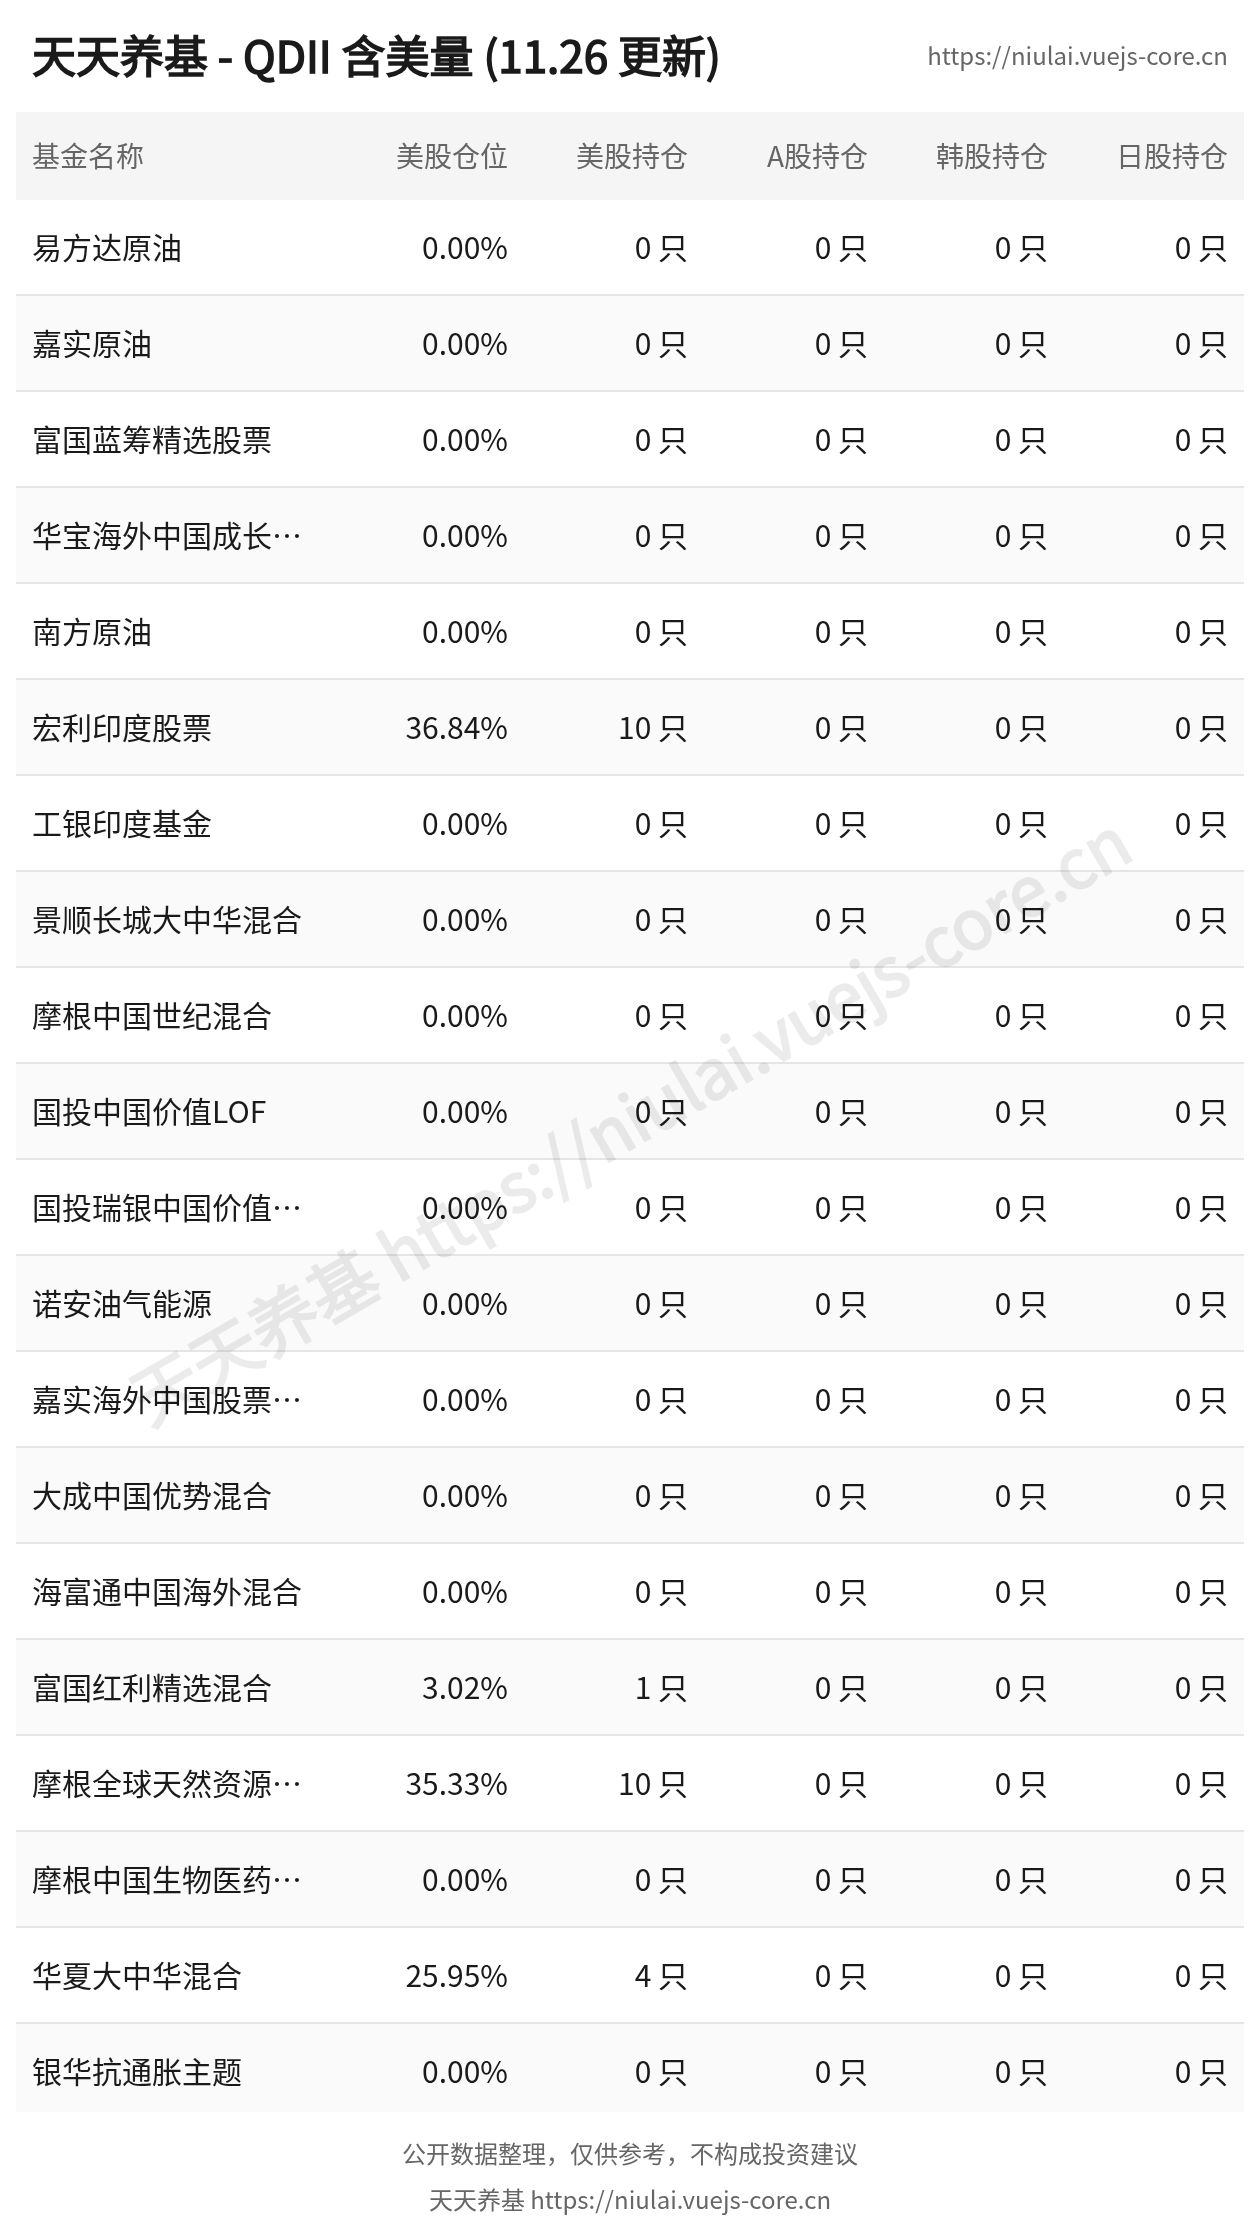 天天养基 - QDII 含美量 (11.26 更新) https://niulai.vuejs-core.cn
基金名称 美股仓位 美股持仓 A股持仓 韩股持仓 日股持仓
易方达原油 0.00% 0 只 0 只 0 只 0 只
嘉实原油 0.00% 0 只 0 只 0 只 0 只
富国蓝筹精选股票 0.00% 0 只 0 只 0 只 0 只
华宝海外中国成长… 0.00% 0 只 0 只 0 只 0 只
南方原油 0.00% 0 只 0 只 0 只 0 只
宏利印度股票 36.84% 10 只 0 只 0 只 0 只
工银印度基金 0.00% 0 只 0 只 0 只 0 只
景顺长城大中华混合 0.00% 0 只 0 只 0 只 0 只
摩根中国世纪混合 0.00% 0 只 0 只 0 只 0 只
国投中国价值LOF 0.00% 0 只 0 只 0 只 0 只
国投瑞银中国价值… 0.00% 0 只 0 只 0 只 0 只
诺安油气能源 0.00% 0 只 0 只 0 只 0 只
嘉实海外中国股票… 0.00% 0 只 0 只 0 只 0 只
大成中国优势混合 0.00% 0 只 0 只 0 只 0 只
海富通中国海外混合 0.00% 0 只 0 只 0 只 0 只
富国红利精选混合 3.02% 1 只 0 只 0 只 0 只
摩根全球天然资源… 35.33% 10 只 0 只 0 只 0 只
摩根中国生物医药… 0.00% 0 只 0 只 0 只 0 只
华夏大中华混合 25.95% 4 只 0 只 0 只 0 只
银华抗通胀主题 0.00% 0 只 0 只 0 只 0 只
天天养基 https://niulai.vuejs-core.cn
公开数据整理，仅供参考，不构成投资建议
天天养基 https://niulai.vuejs-core.cn